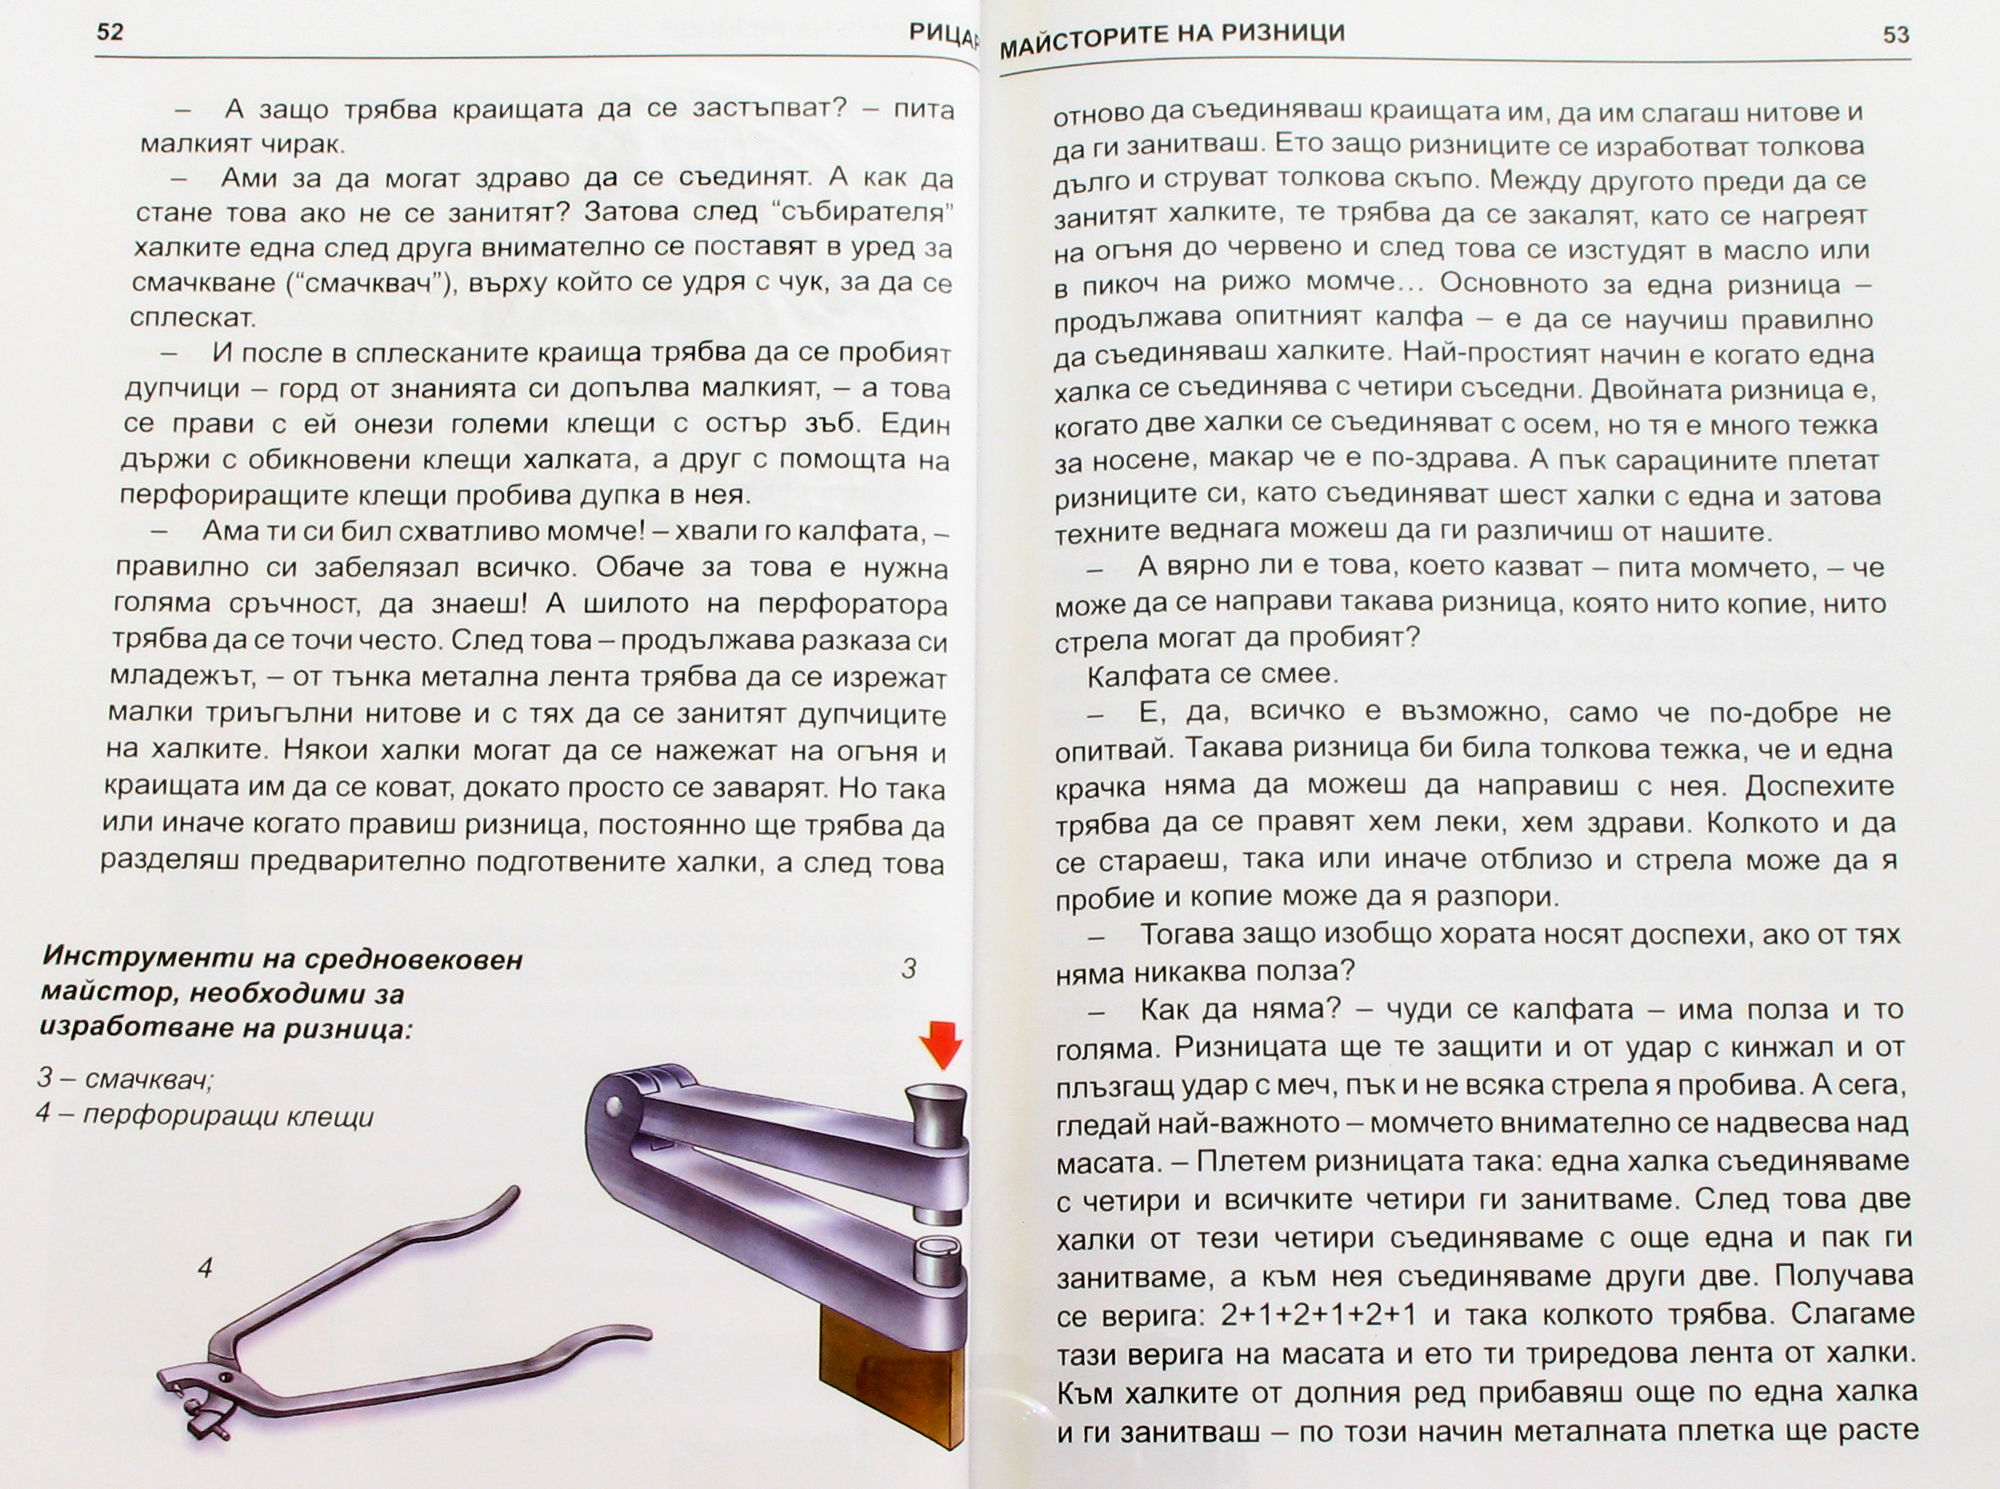 52
РИЦАР
– А защо трябва краищата да се застъпват? – пита
малкият чирак.
– Ами за да могат здраво да се съединят. А как да
стане това ако не се занитят? Затова след “събирателя”
халките една след друга внимателно се поставят в уред за
смачкване (“смачквач”), върху който се удря с чук, за да се
сплескат.
– И после в сплесканите краища трябва да се пробият
дупчици – горд от знанията си допълва малкият, – а това
се прави с ей онези големи клещи с остър зъб. Един
държи с обикновени клещи халката, а друг с помощта на
перфориращите клещи пробива дупка в нея.
– Ама ти си бил схватливо момче! – хвали го калфата, –
правилно си забелязал всичко. Обаче за това е нужна
голяма сръчност, да знаеш! А шилото на перфоратора
трябва да се точи често. След това – продължава разказа си
младежът, – от тънка метална лента трябва да се изрежат
малки триъгълни нитове и с тях да се занитят дупчиците
на халките. Някои халки могат да се нажежат на огъня и
краищата им да се коват, докато просто се заварят. Но така
или иначе когато правиш ризница, постоянно ще трябва да
разделяш предварително подготвените халки, а след това
Инструменти на средновековен
майстор, необходими за
изработване на ризница:
3 – смачквач;
4 – перфориращи клещи
3
4
МАЙСТОРИТЕ НА РИЗНИЦИ
53
отново да съединяваш краищата им, да им слагаш нитове и
да ги занитваш. Ето защо ризниците се изработват толкова
дълго и струват толкова скъпо. Между другото преди да се
занитят халките, те трябва да се закалят, като се нагреят
на огъня до червено и след това се изстудят в масло или
в пикоч на рижо момче... Основното за една ризница –
продължава опитният калфа – е да се научиш правилно
да съединяваш халките. Най-простият начин е когато една
халка се съединява с четири съседни. Двойната ризница е,
когато две халки се съединяват с осем, но тя е много тежка
за носене, макар че е по-здрава. А пък сарацините плетат
ризниците си, като съединяват шест халки с една и затова
техните веднага можеш да ги различиш от нашите.
– А вярно ли е това, което казват – пита момчето, – че
може да се направи такава ризница, която нито копие, нито
стрела могат да пробият?
Калфата се смее.
– Е, да, всичко е възможно, само че по-добре не
опитвай. Такава ризница би била толкова тежка, че и една
крачка няма да можеш да направиш с нея. Доспехите
трябва да се правят хем леки, хем здрави. Колкото и да
се стараеш, така или иначе отблизо и стрела може да я
пробие и копие може да я разпори.
– Тогава защо изобщо хората носят доспехи, ако от тях
няма никаква полза?
– Как да няма? – чуди се калфата – има полза и то
голяма. Ризницата ще те защити и от удар с кинжал и от
плъзгащ удар с меч, пък и не всяка стрела я пробива. А сега,
гледай най-важното – момчето внимателно се надвесва над
масата. – Плетем ризницата така: една халка съединяваме
с четири и всичките четири ги занитваме. След това две
халки от тези четири съединяваме с още една и пак ги
занитваме, а към нея съединяваме други две. Получава
се верига: 2+1+2+1+2+1 и така колкото трябва. Слагаме
тази верига на масата и ето ти триредова лента от халки.
Към халките от долния ред прибавяш още по една халка
и ги занитваш – по този начин металната плетка ще расте